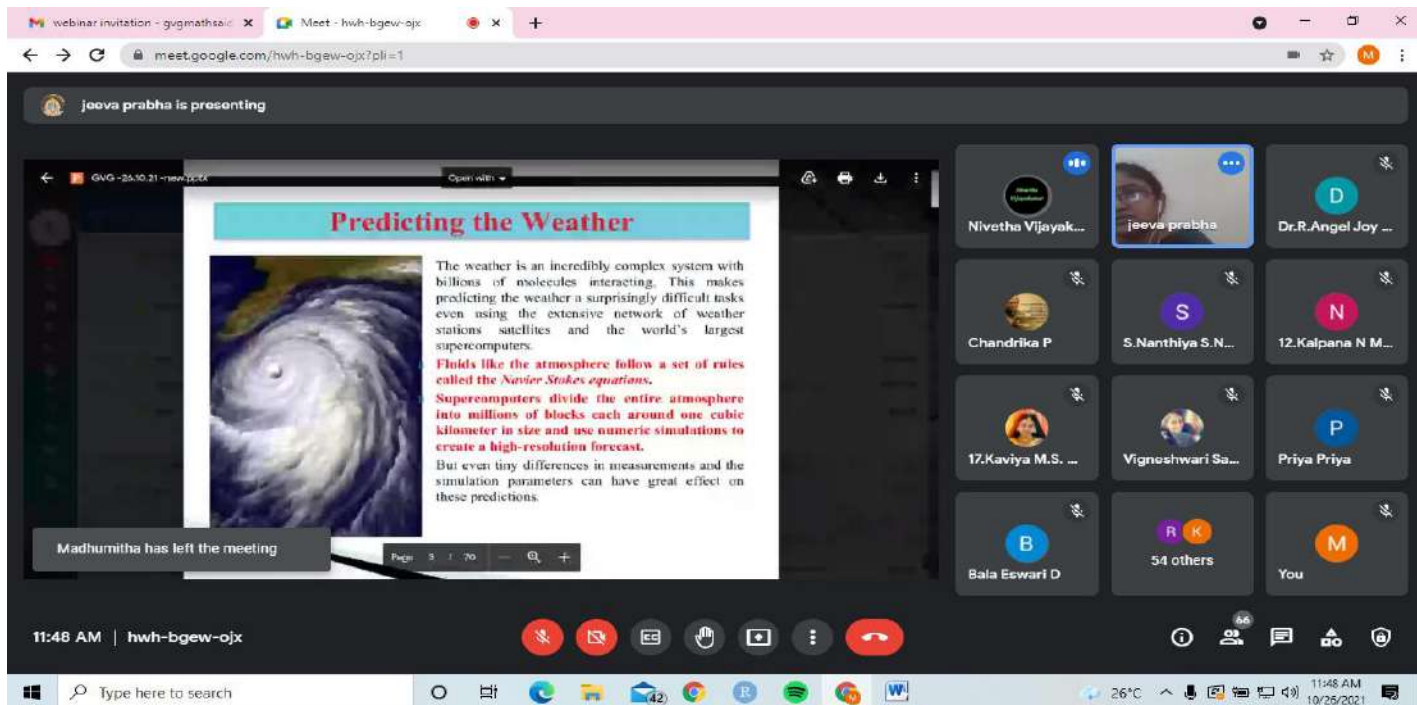 webinar invitation - gvgmathsaid
Meet - hwh-bgew-ojx
meet.google.com/hwh-bgew-ojx?pli=1
M
jeeva prabha is presenting
GVG -26.10.21 -new.pptx
Open with
Predicting the Weather
The weather is an incredibly complex system with
billions of molecules interacting. This makes
predicting the weather a surprisingly difficult tasks
even using the extensive network of weather
stations satellites and the world's largest
supercomputers.
Fluids like the atmosphere follow a set of rules
called the Navier Stokes equations.
Supercomputers divide the entire atmosphere
into millions of blocks each around one cubic
kilometer in size and use numeric simulations to
create a high-resolution forecast.
But even tiny differences in measurements and the
simulation parameters can have great effect on
these predictions.
Page 3 / 70
Madhumitha has left the meeting
Nivetha Vijayak...
jeeva prabha
D
Dr.R.Angel Joy ...
Chandrika P
S
S.Nanthiya S.N...
N
12.Kalpana N M...
17.Kaviya M.S. ...
Vigneshwari Sa...
P
Priya Priya
B
Bala Eswari D
R K
54 others
M
You
11:48 AM | hwh-bgew-ojx
CC
66
Type here to search
42
R
W
26°C
11:48 AM
10/26/2021